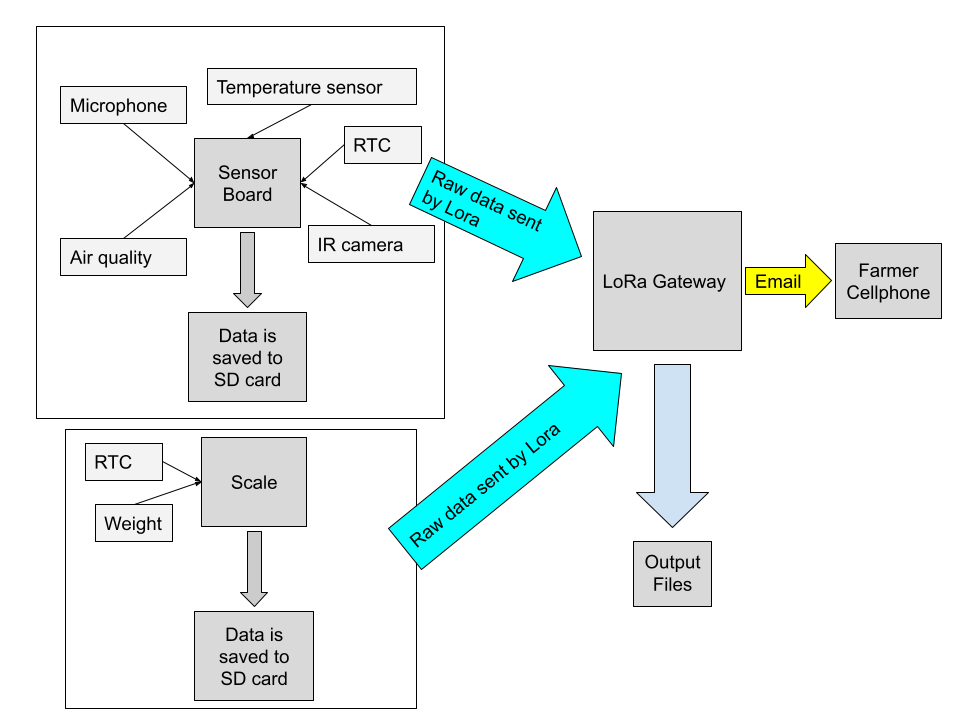 Temperature sensor
Microphone
RTC
Sensor
Board
Air quality
IR camera
Data is
saved to
SD card
Raw data sent
by Lora
LoRa Gateway
Email
Farmer
Cellphone
RTC
Scale
Weight
Raw data sent by Lora
Data is
saved to
SD card
Output
Files